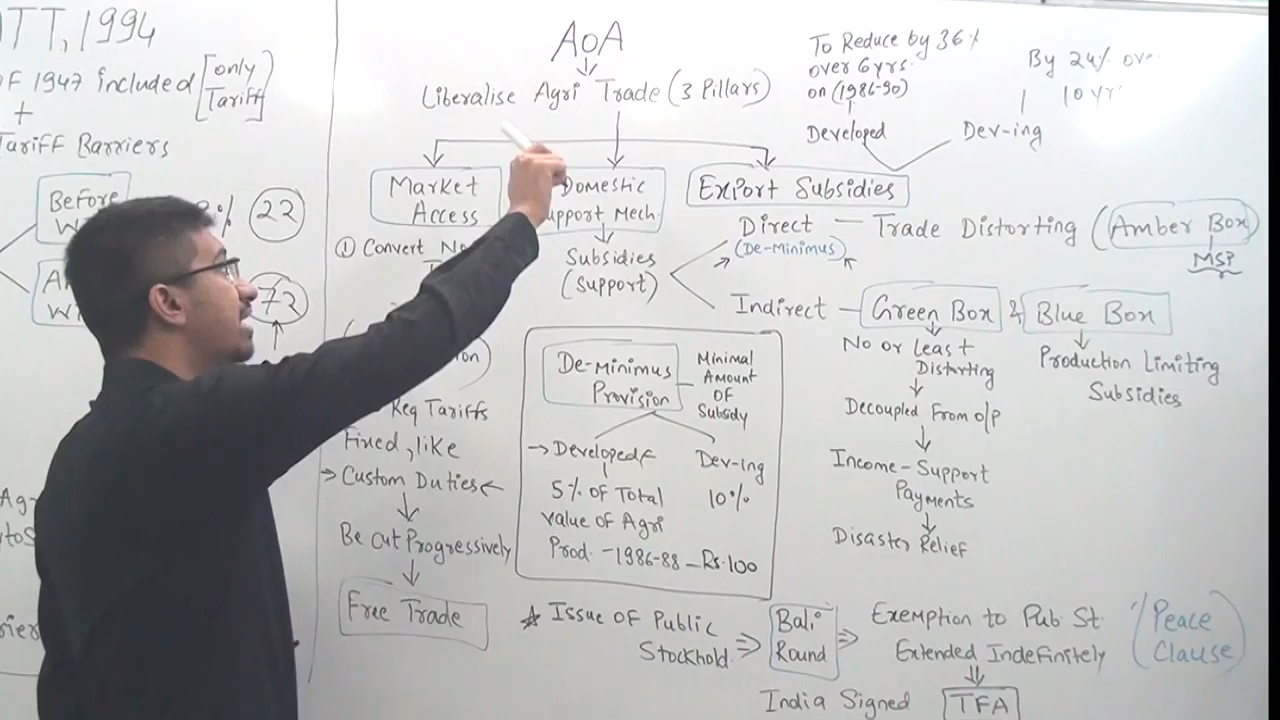 TT, 1994
F 1947 included [only
Tariff]
+
Tariff Barriers
Before
W
% 22
72
AoA
Liberalise Agri Trade (3 Pillars)
To Reduce by 36%
over 6 yrs.
on (1986-90)
Developed
By 24% ove
10 yr
Dev-ing
Market
Access
① Convert No
Req Tariffs
Fixed, like
→ Custom Duties ←
Be Cut Progressively
Free Trade
Domestic
Support Mech.
Subsidies
(Support)
Export Subsidies
Direct — Trade Distorting (Amber Box)
(De-Minimus)
MSP
Indirect — Green Box & Blue Box
No or Least
Distorting
Decoupled From O/P
Income-Support
Payments
Disaster Relief
Production Limiting
Subsidies
De-Minimus
Provision
Minimal
Amount
OF
Subsidy
→ Developed
5% OF Total
Value of Agri
Prod. - 1986-88 - Rs.100
Dev-ing
10%
☆ Issue OF Public
Stockhold. ⇒
Bali
Round ⇒
Exemption to Pub St.
Extended Indefinitely
(Peace
Clause)
India Signed TFA